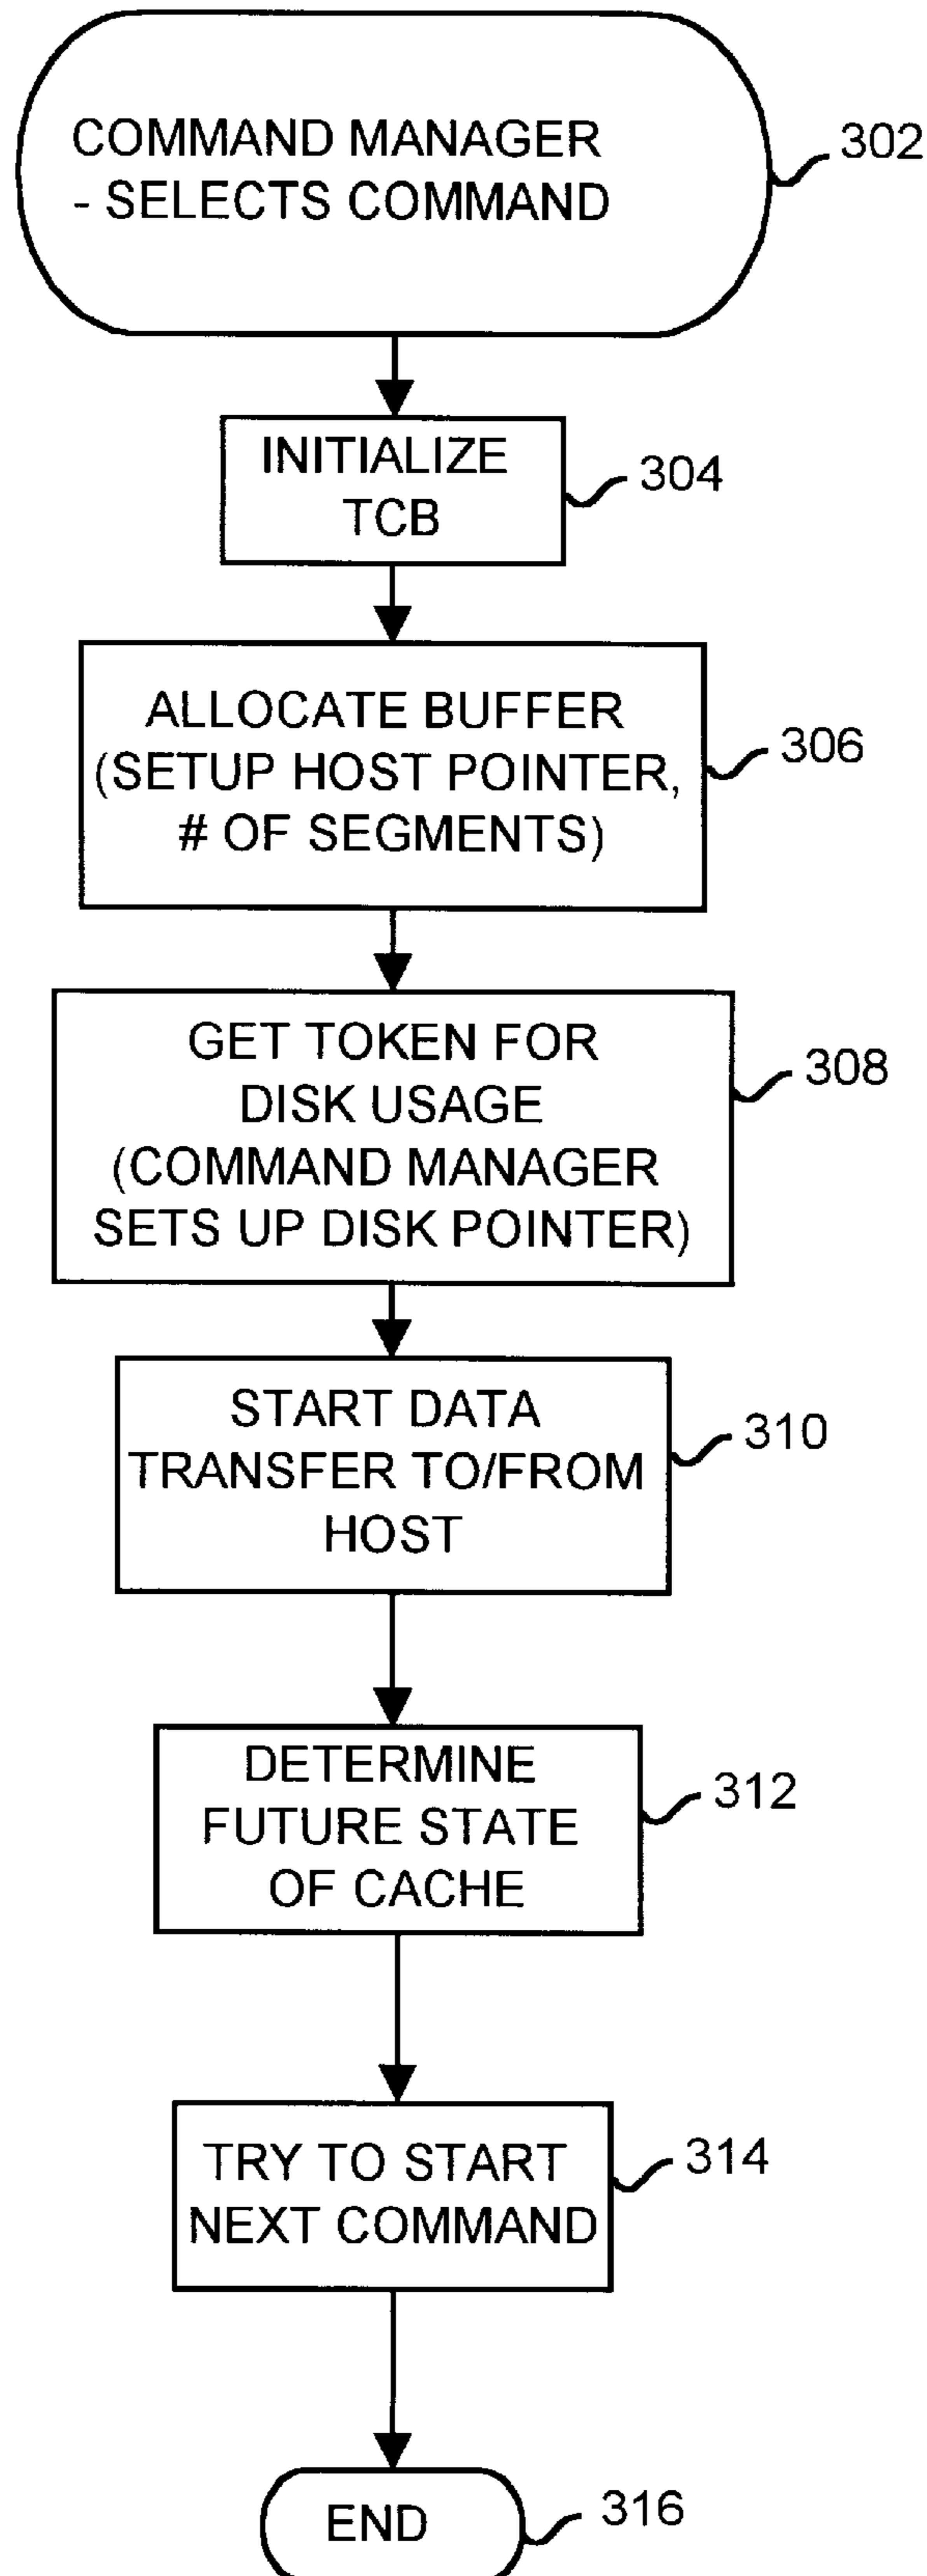 COMMAND MANAGER
- SELECTS COMMAND
302
INITIALIZE
TCB
304
ALLOCATE BUFFER
(SETUP HOST POINTER,
# OF SEGMENTS)
306
GET TOKEN FOR
DISK USAGE
(COMMAND MANAGER
SETS UP DISK POINTER)
308
START DATA
TRANSFER TO/FROM
HOST
310
DETERMINE
FUTURE STATE
OF CACHE
312
TRY TO START
NEXT COMMAND
314
END
316